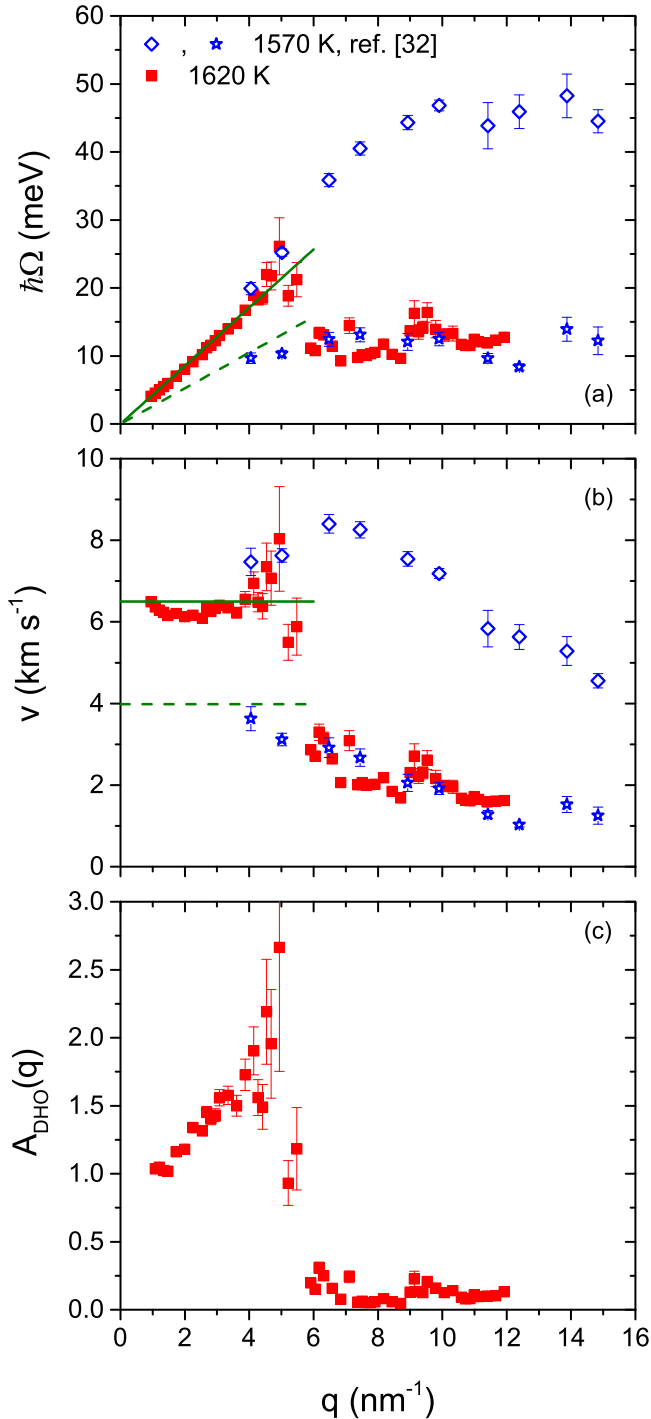 , 1570 K, ref. [32]
1620 K
60
50
40
30
20
10
0
ħΩ (meV)
(a)
10
8
6
4
2
0
v (km s⁻¹)
(b)
3.0
2.5
2.0
1.5
1.0
0.5
0.0
A_DHO(q)
(c)
0 2 4 6 8 10 12 14 16
q (nm⁻¹)